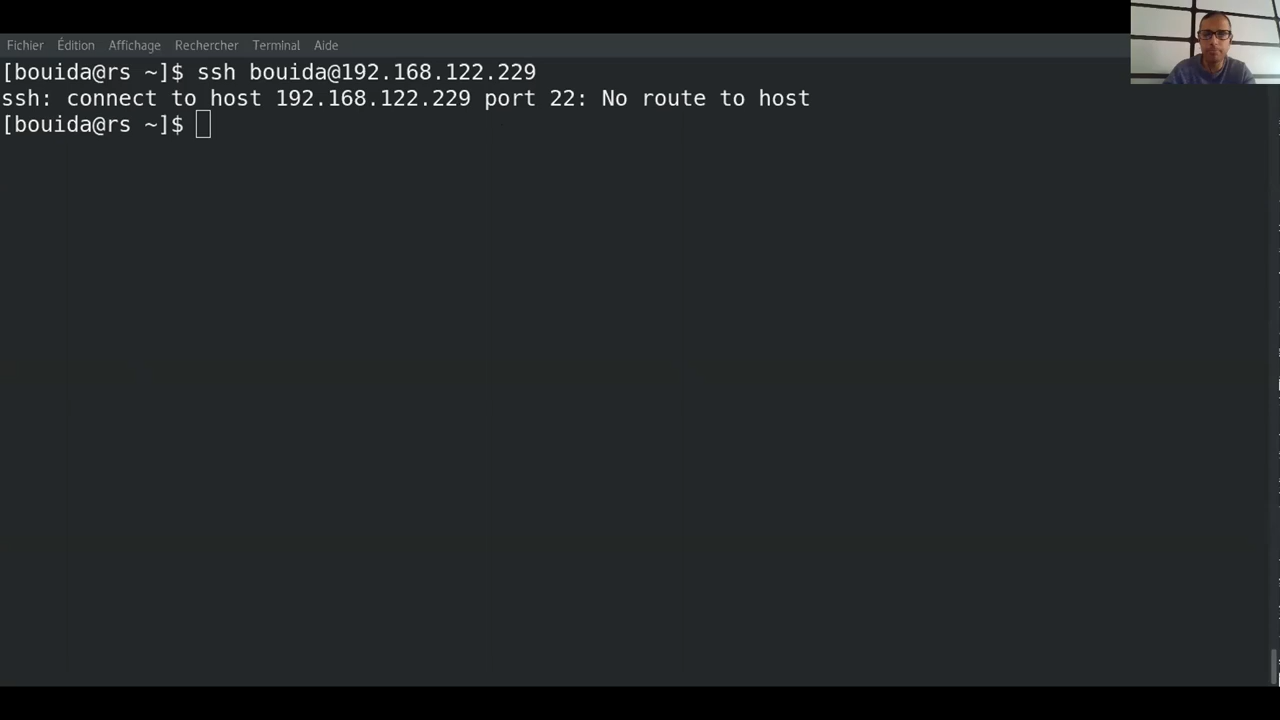 Fichier Édition Affichage Rechercher Terminal Aide
[bouida@rs ~]$ ssh bouida@192.168.122.229
ssh: connect to host 192.168.122.229 port 22: No route to host
[bouida@rs ~]$